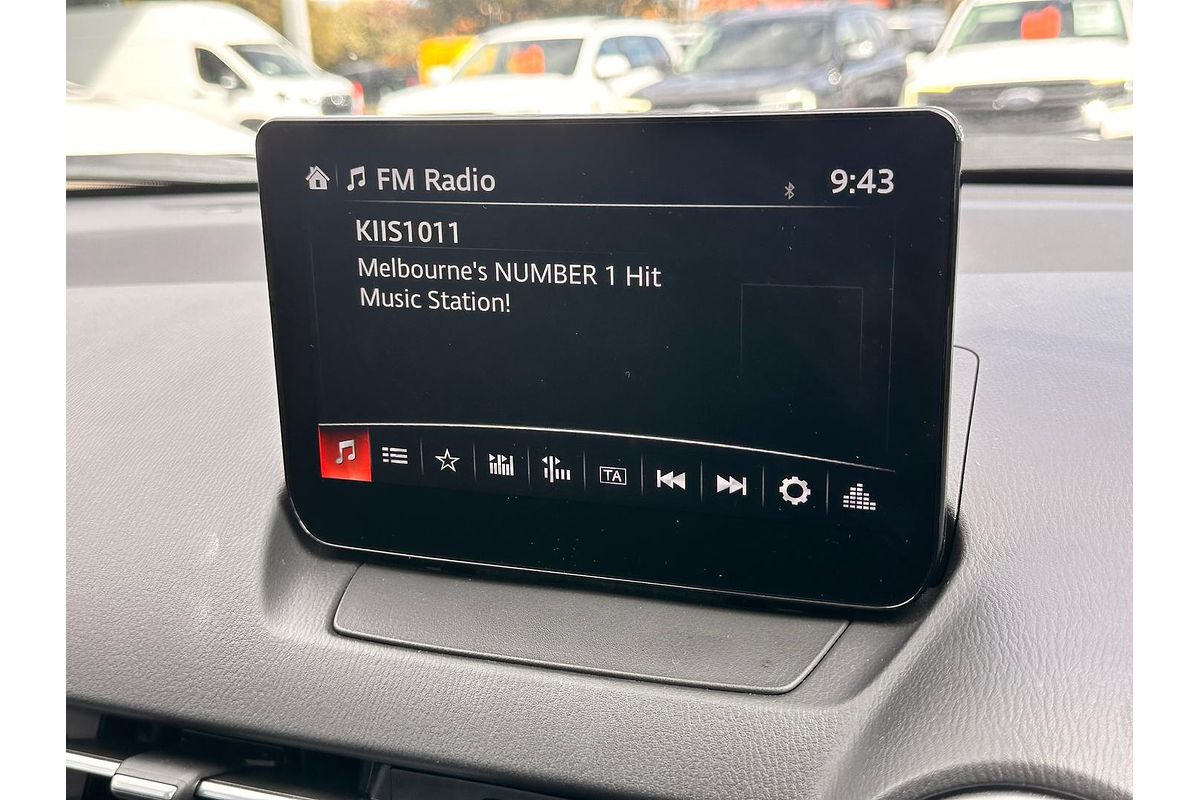 FM Radio
9:43
KIIS1011
Melbourne's NUMBER 1 Hit
Music Station!
TA